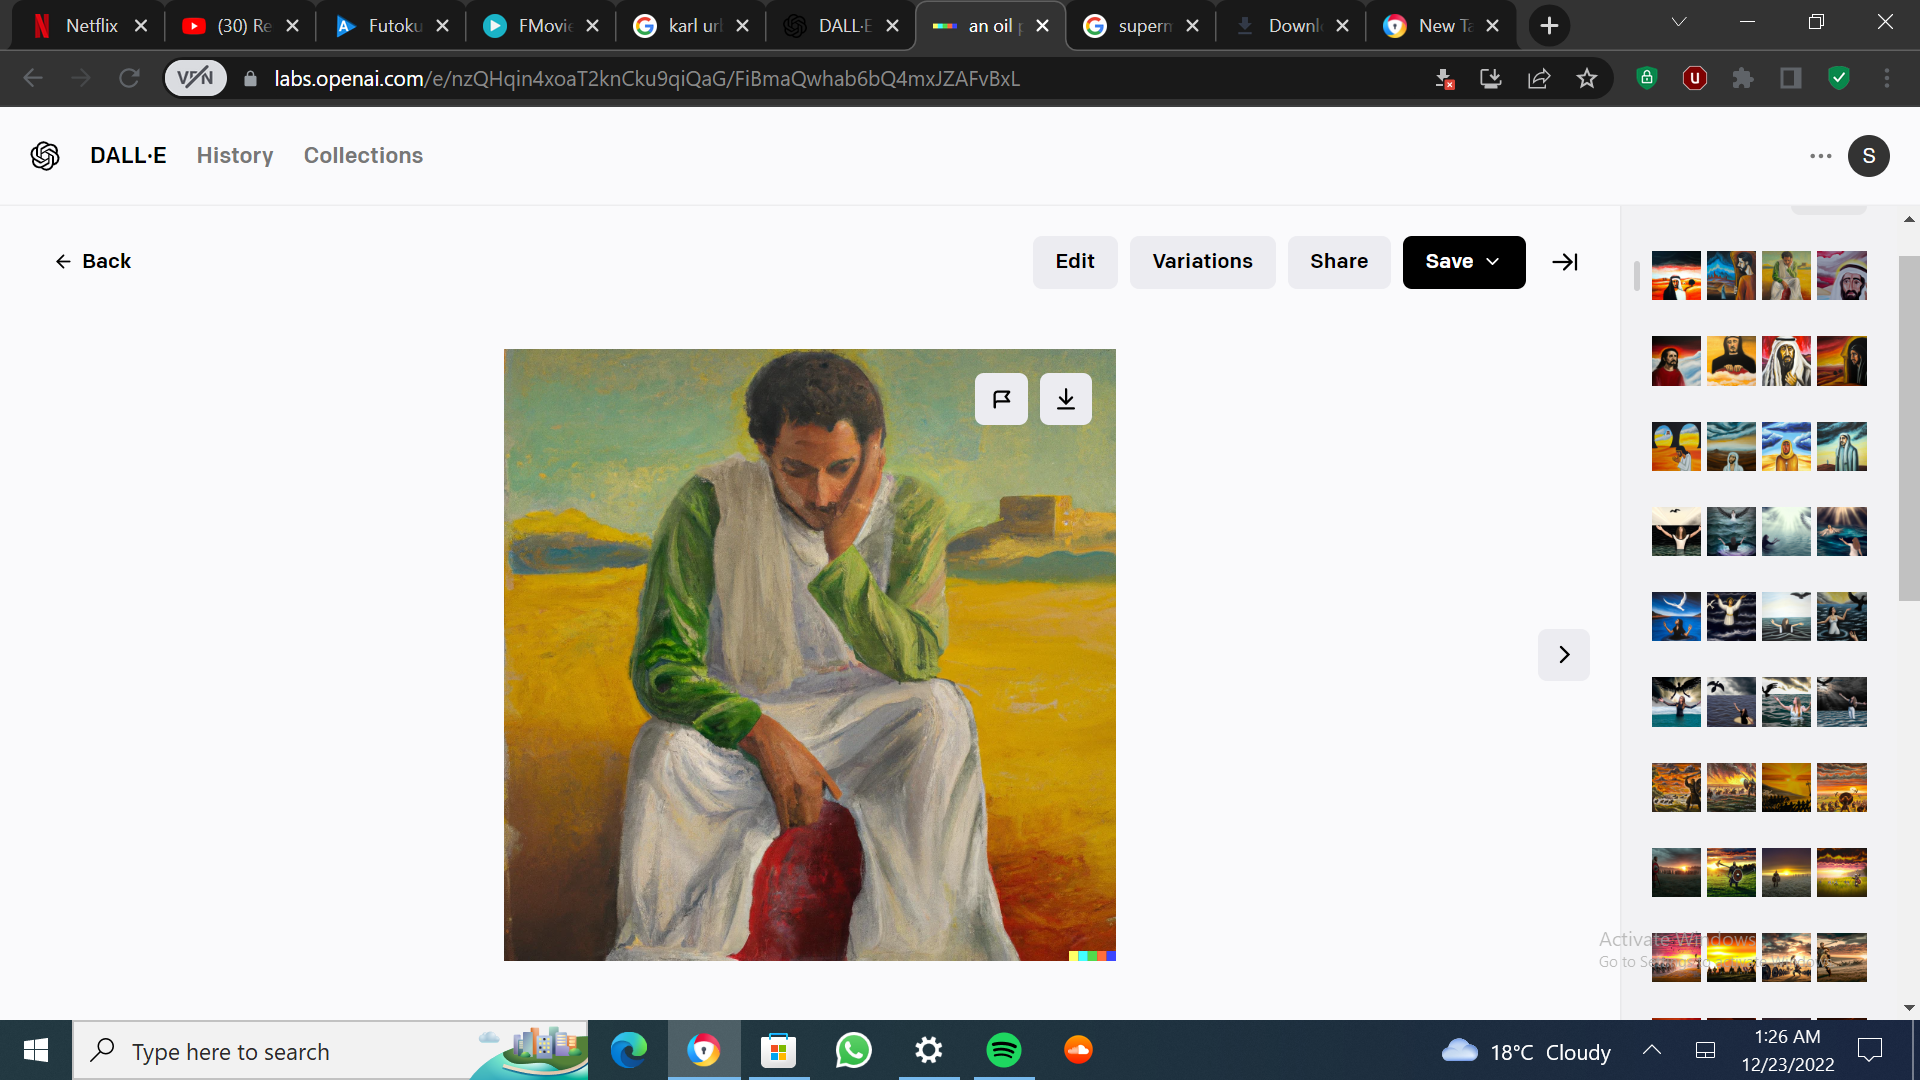 Netflix
(30) Re
Futoku
FMovie
karl ur
DALL·E
an oil p
superm
Downl
New Ta
VPN
labs.openai.com/e/nzQHqin4xoaT2knCku9qiQaG/FiBmaQwhab6bQ4mxJZAFvBxL
DALL·E
History
Collections
S
Back
Edit
Variations
Share
Save
Activate Windows
Go to Settings to activate Windows.
Type here to search
18°C Cloudy
1:26 AM
12/23/2022